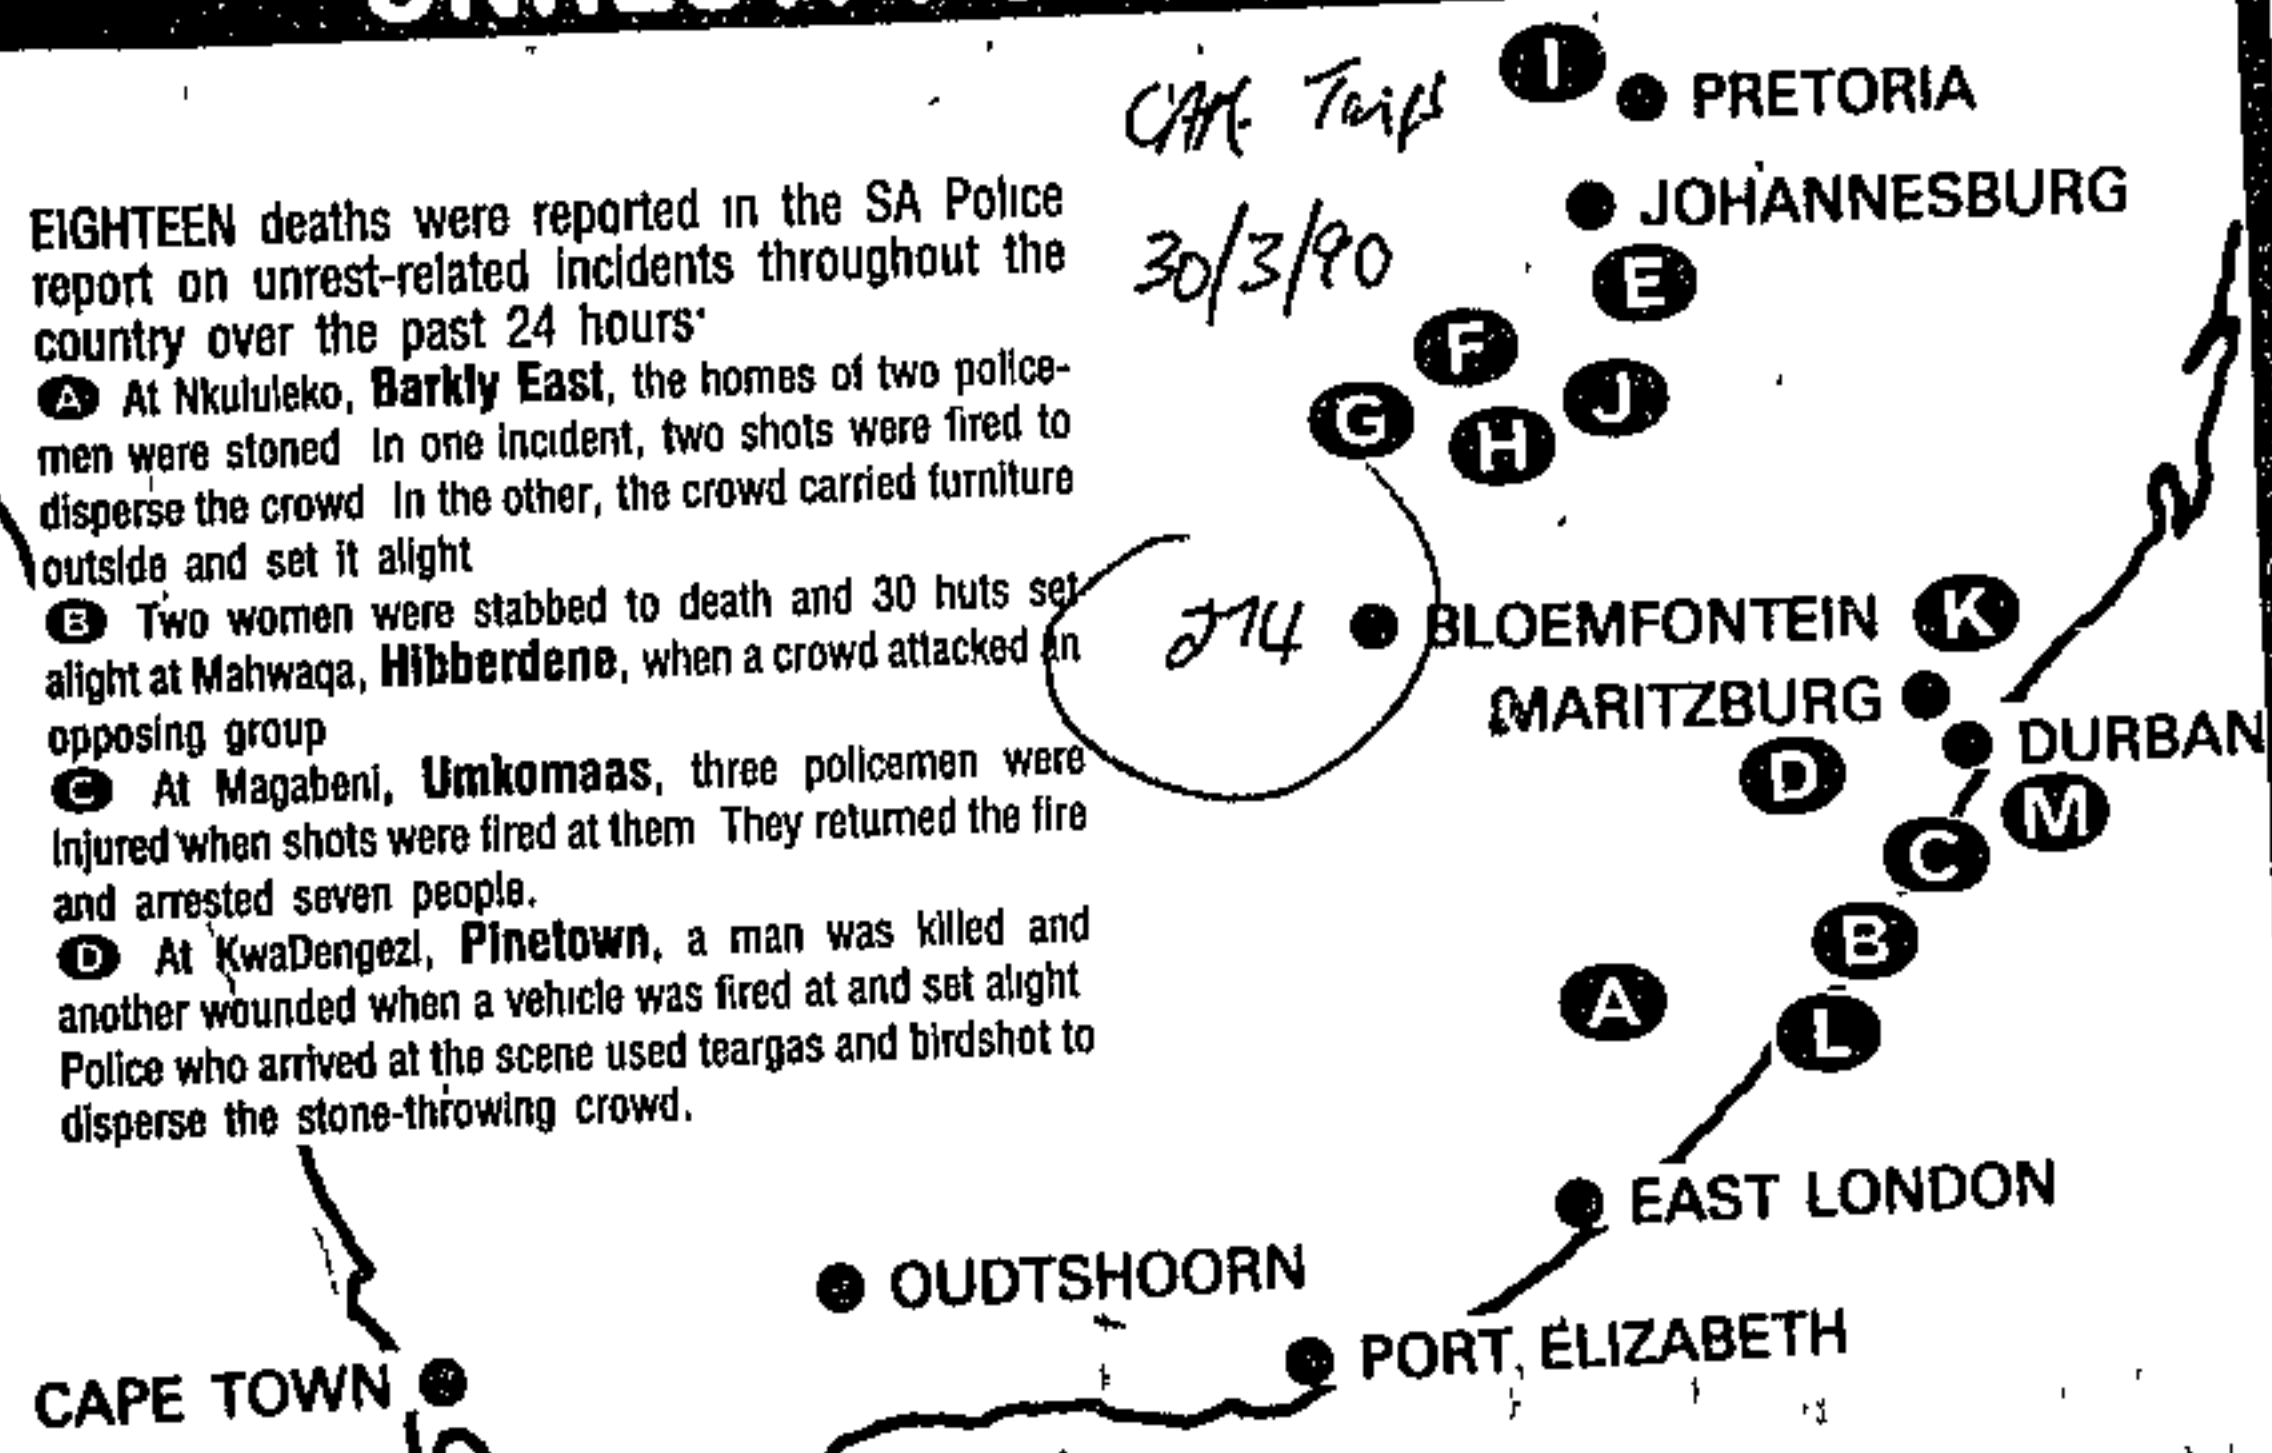 EIGHTEEN deaths were reported in the SA Police
report on unrest-related incidents throughout the
country over the past 24 hours
A At Nkululeko, Barkly East, the homes of two police-
men were stoned In one incident, two shots were fired to
disperse the crowd In the other, the crowd carried furniture
outside and set it alight
B Two women were stabbed to death and 30 huts set
alight at Mahwaqa, Hibberdene, when a crowd attacked an
opposing group
C At Magabeni, Umkomaas, three policemen were
injured when shots were fired at them They returned the fire
and arrested seven people.
D At KwaDengezi, Pinetown, a man was killed and
another wounded when a vehicle was fired at and set alight
Police who arrived at the scene used teargas and birdshot to
disperse the stone-throwing crowd.
30/3/90
274
I
PRETORIA
JOHANNESBURG
E
F
G
H
J
BLOEMFONTEIN K
MARITZBURG
DURBAN
D
M
C
B
A
L
EAST LONDON
OUDTSHOORN
PORT ELIZABETH
CAPE TOWN